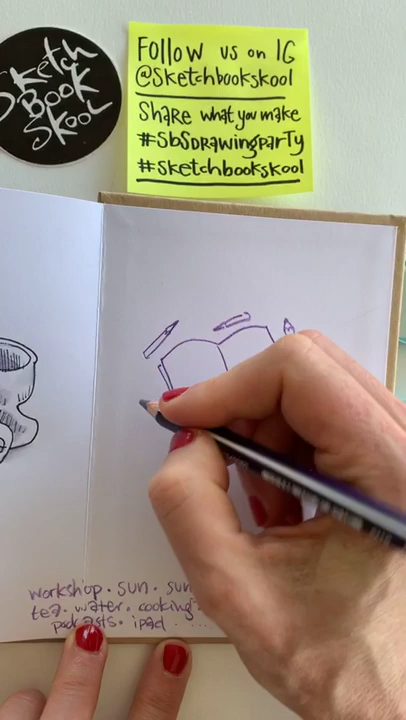 Sketch
Book
Skool
Follow us on IG
@Sketchbookskool
Share what you make
#SBSDrawingParty
#Sketchbookskool
workshop. sun. sun
tea. water. cooking
podcasts. ipad. ...